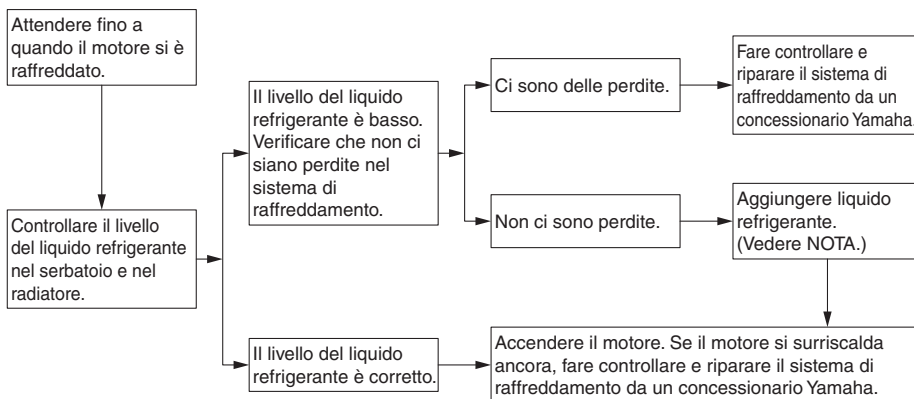 Attendere fino a
quando il motore si è
raffreddato.
Controllare il livello
del liquido refrigerante
nel serbatoio e nel
radiatore.
Il livello del liquido
refrigerante è basso.
Verificare che non ci
siano perdite nel
sistema di
raffreddamento.
Ci sono delle perdite.
Fare controllare e
riparare il sistema di
raffreddamento da un
concessionario Yamaha.
Non ci sono perdite.
Aggiungere liquido
refrigerante.
(Vedere NOTA.)
Il livello del liquido
refrigerante è corretto.
Accendere il motore. Se il motore si surriscalda
ancora, fare controllare e riparare il sistema di
raffreddamento da un concessionario Yamaha.